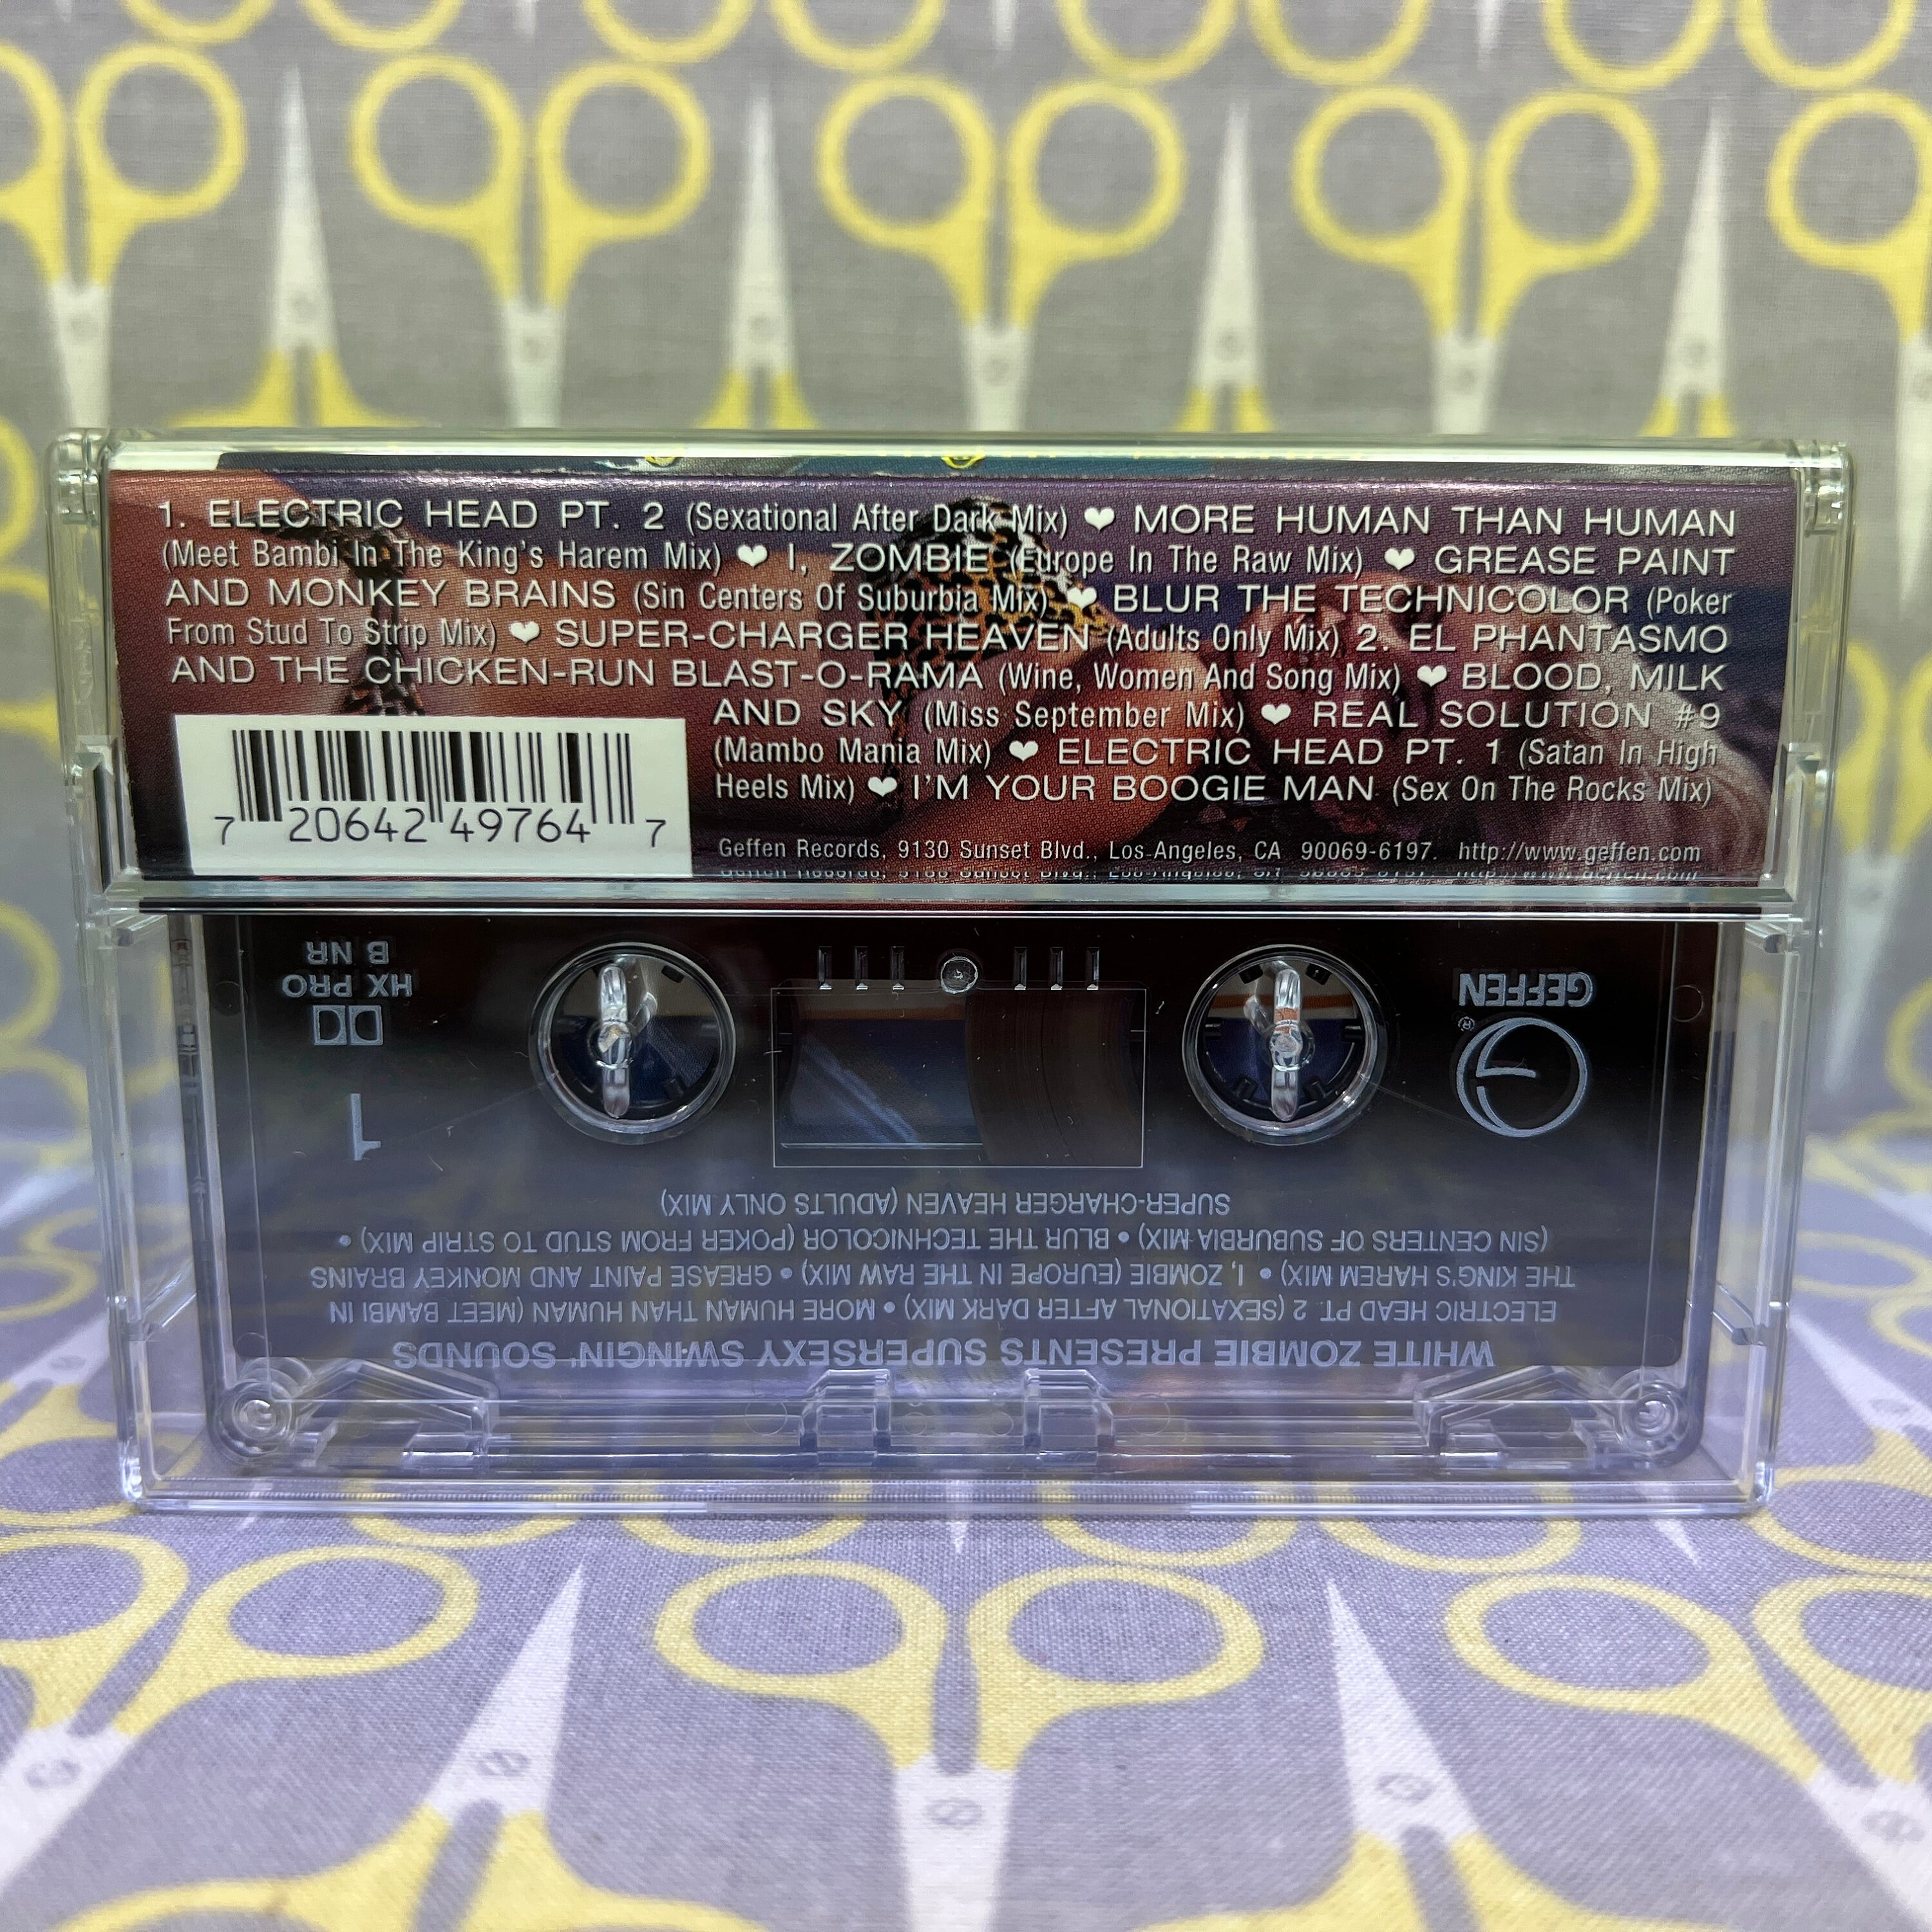 1. ELECTRIC HEAD PT. 2 (Sexational After Dark Mix) ❤ MORE HUMAN THAN HUMAN
(Meet Bambi In The King's Harem Mix) ❤ I, ZOMBIE (Europe In The Raw Mix) ❤ GREASE PAINT
AND MONKEY BRAINS (Sin Centers Of Suburbia Mix) ❤ BLUR THE TECHNICOLOR (Poker
From Stud To Strip Mix) ❤ SUPER-CHARGER HEAVEN (Adults Only Mix) 2. EL PHANTASMO
AND THE CHICKEN-RUN BLAST-O-RAMA (Wine, Women And Song Mix) ❤ BLOOD, MILK
AND SKY (Miss September Mix) ❤ REAL SOLUTION #9
(Mambo Mania Mix) ❤ ELECTRIC HEAD PT. 1 (Satan In High
Heels Mix) ❤ I'M YOUR BOOGIE MAN (Sex On The Rocks Mix)
7 20642 49764 7
Geffen Records, 9130 Sunset Blvd., Los Angeles, CA 90069-6197. http://www.geffen.com
WHITE ZOMBIE PRESENTS SUPERSEXY SWINGIN' SOUNDS
ELECTRIC HEAD PT. 2 (SEXATIONAL AFTER DARK MIX) • MORE HUMAN THAN HUMAN (MEET BAMBI IN
THE KING'S HAREM MIX) • I, ZOMBIE (EUROPE IN THE RAW MIX) • GREASE PAINT AND MONKEY BRAINS
(SIN CENTERS OF SUBURBIA MIX) • BLUR THE TECHNICOLOR (POKER FROM STUD TO STRIP MIX) •
SUPER-CHARGER HEAVEN (ADULTS ONLY MIX)
®
GEFFEN
1
HX PRO
B NR